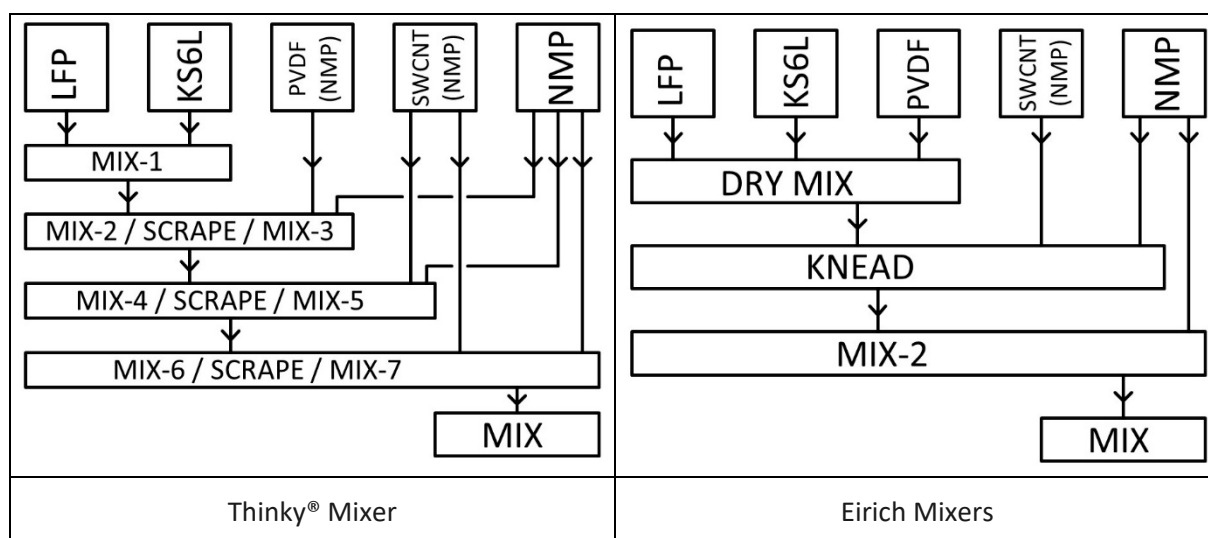 LFP
KS6L
PVDF
(NMP)
SWCNT
(NMP)
NMP
MIX-1
MIX-2 / SCRAPE / MIX-3
MIX-4 / SCRAPE / MIX-5
MIX-6 / SCRAPE / MIX-7
MIX
Thinky® Mixer
LFP
KS6L
PVDF
SWCNT
(NMP)
NMP
DRY MIX
KNEAD
MIX-2
MIX
Eirich Mixers